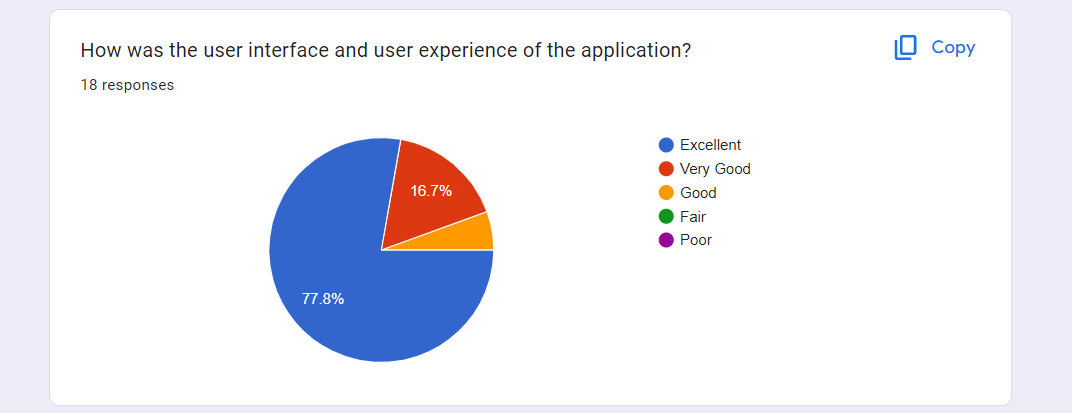 How was the user interface and user experience of the application?
Copy
18 responses
16.7%
77.8%
Excellent
Very Good
Good
Fair
Poor